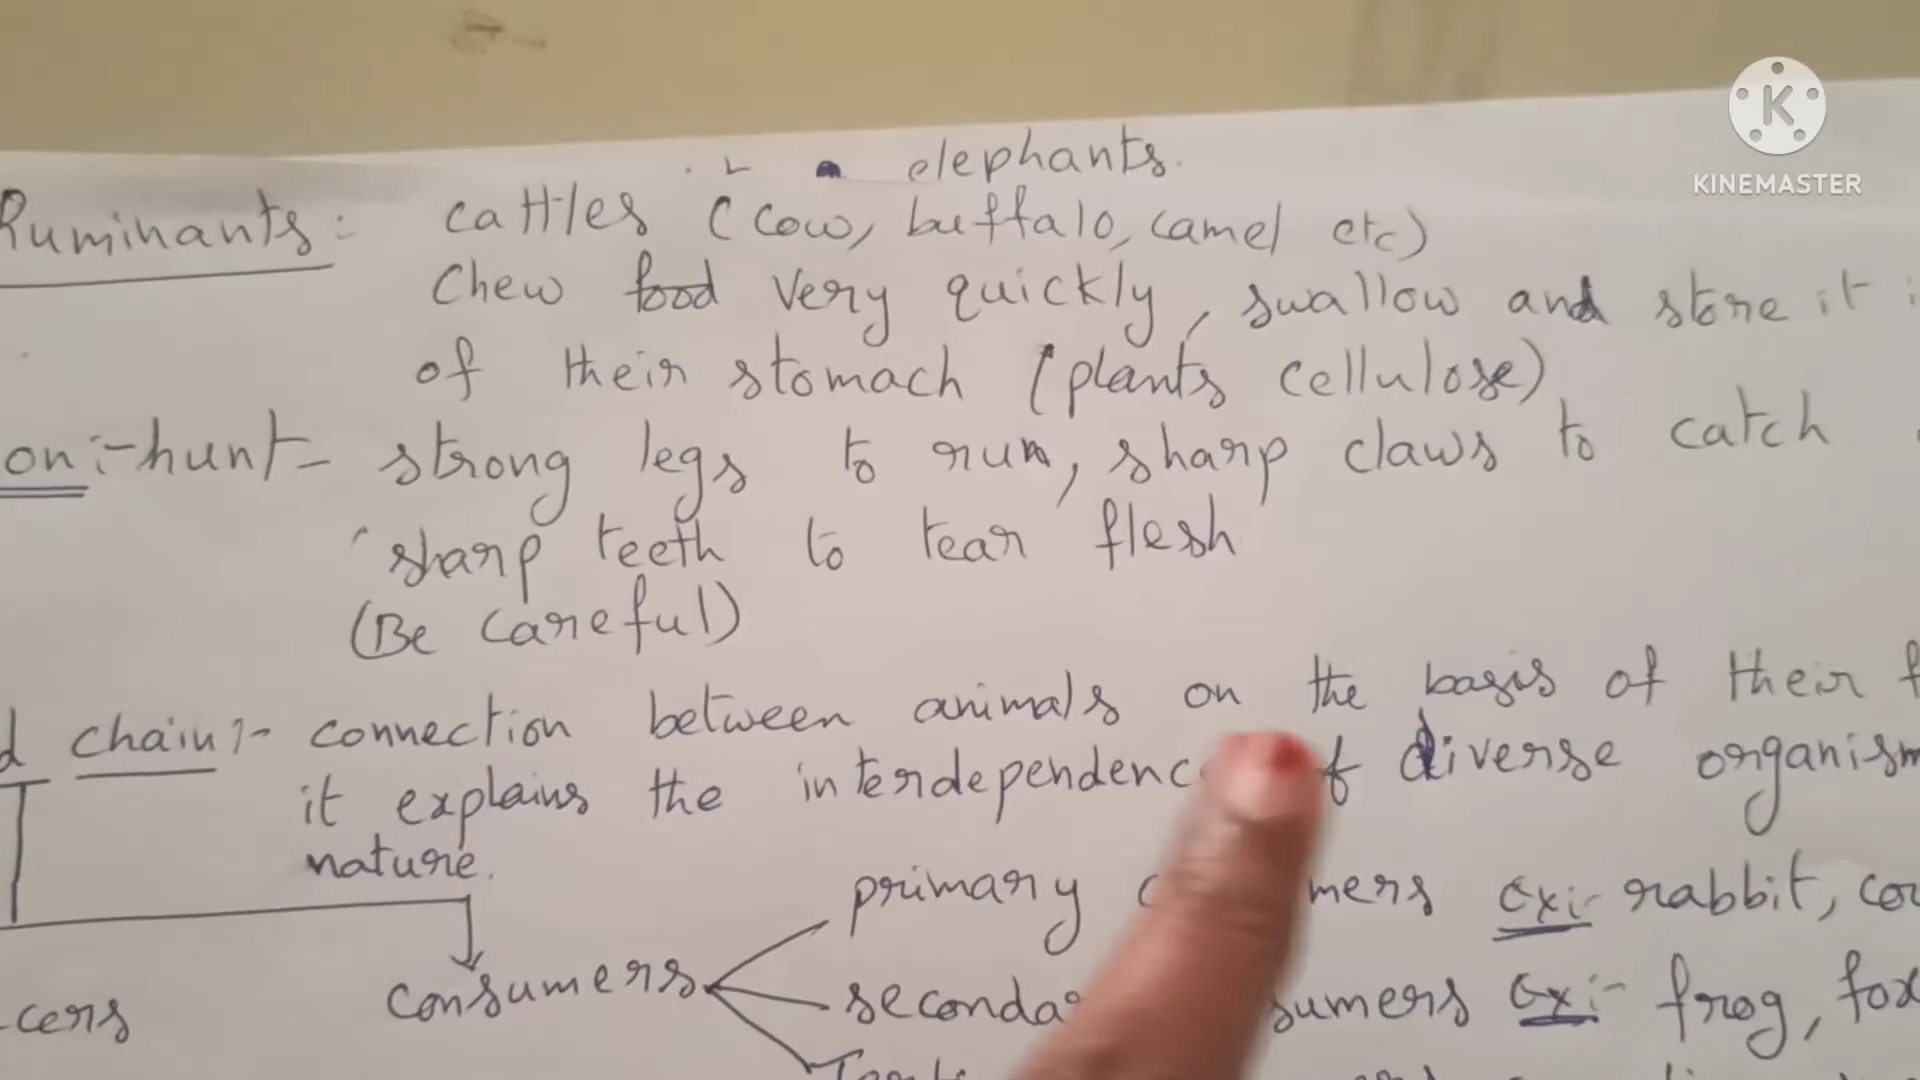 elephants.
Ruminants: cattles (cow, buffalo, camel etc)
Chew food very quickly, swallow and store it
of their stomach (plants cellulose)
on:- hunt - strong legs to run, sharp claws to catch
sharp teeth to tear flesh
(Be careful)
chain :- connection between animals on the basis of their
it explains the interdependenc of diverse organism
nature.
primary mers ex:- rabbit,
consumers
secondar sumers ex:- frog, fox
cers
KINEMASTER